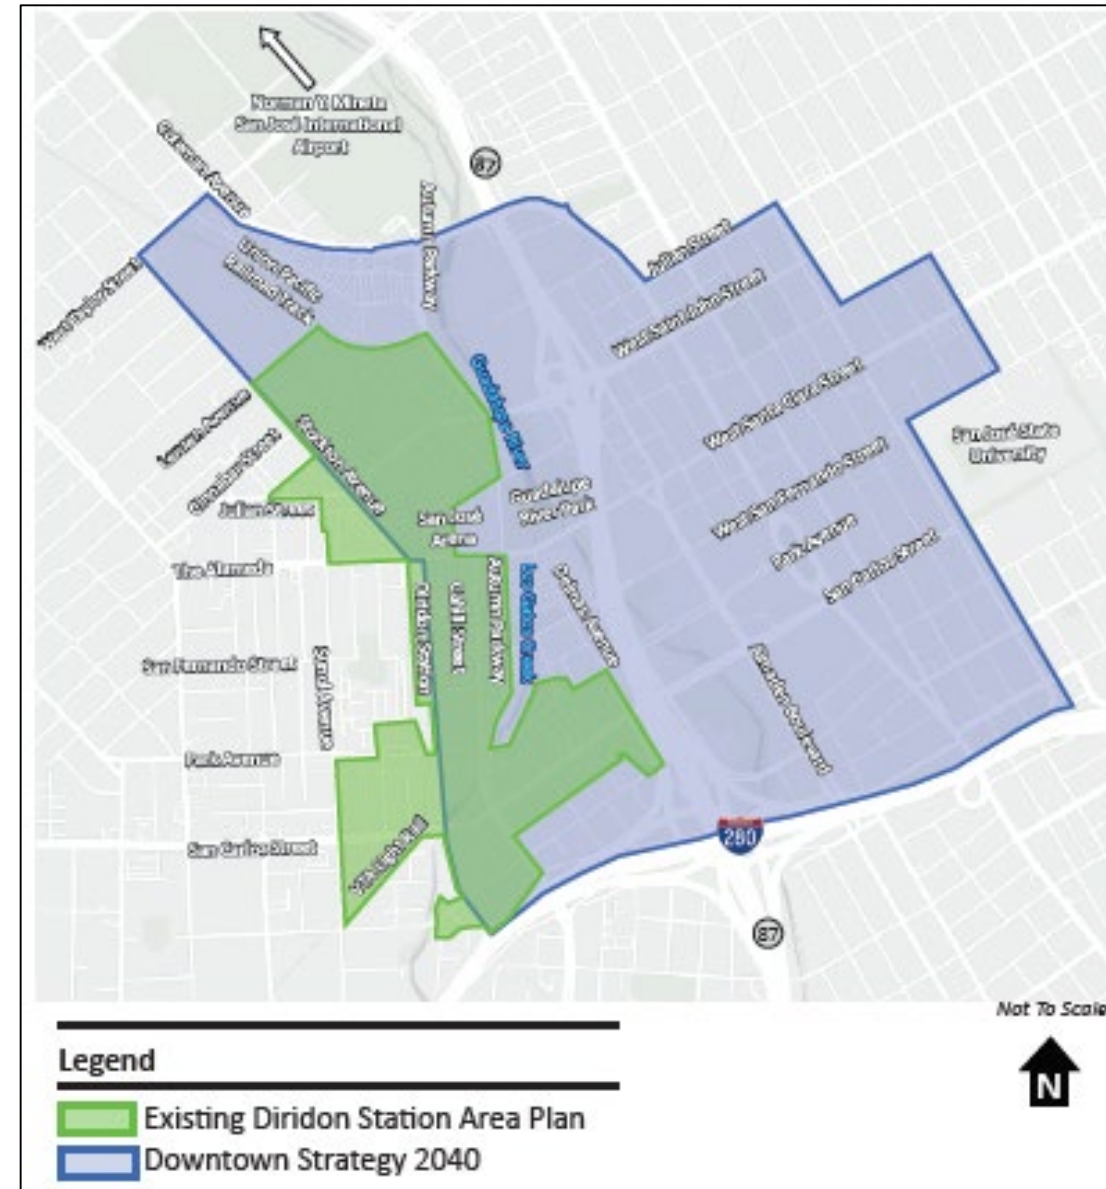 Norman Y. Mineta
San José International
Airport
87
Coleman Avenue
Autumn Parkway
Julian Street
Union Pacific
Railroad Track
West Taylor Street
West Saint John Street
Guadalupe River
West Santa Clara Street
Lenzen Avenue
Stockton Avenue
San José State
University
Cinnabar Street
West San Fernando Street
Guadalupe
River Park
Julian Street
San José
Arena
Park Avenue
San Carlos Street
The Alameda
Diridon Station
Cahill Street
Autumn Parkway
Los Gatos Creek
Delmas Avenue
San Fernando Street
Sunol Avenue
Almaden Boulevard
Park Avenue
San Carlos Street
VTA Light Rail
280
87
Not To Scale
N
Legend
Existing Diridon Station Area Plan
Downtown Strategy 2040